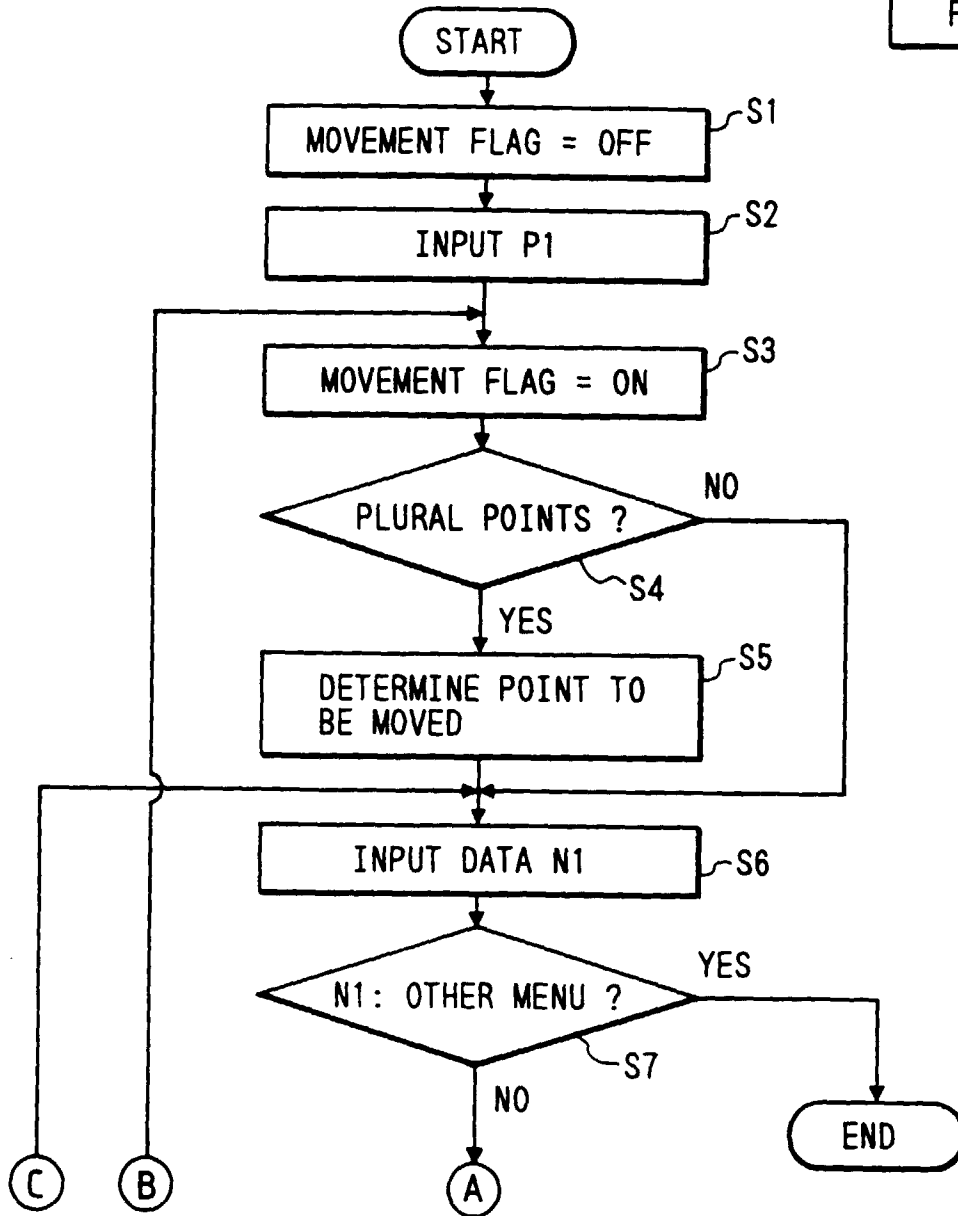 START
MOVEMENT FLAG = OFF
S1
INPUT P1
S2
MOVEMENT FLAG = ON
S3
PLURAL POINTS ?
NO
S4
YES
DETERMINE POINT TO
BE MOVED
S5
INPUT DATA N1
S6
N1: OTHER MENU ?
YES
S7
NO
END
C
B
A